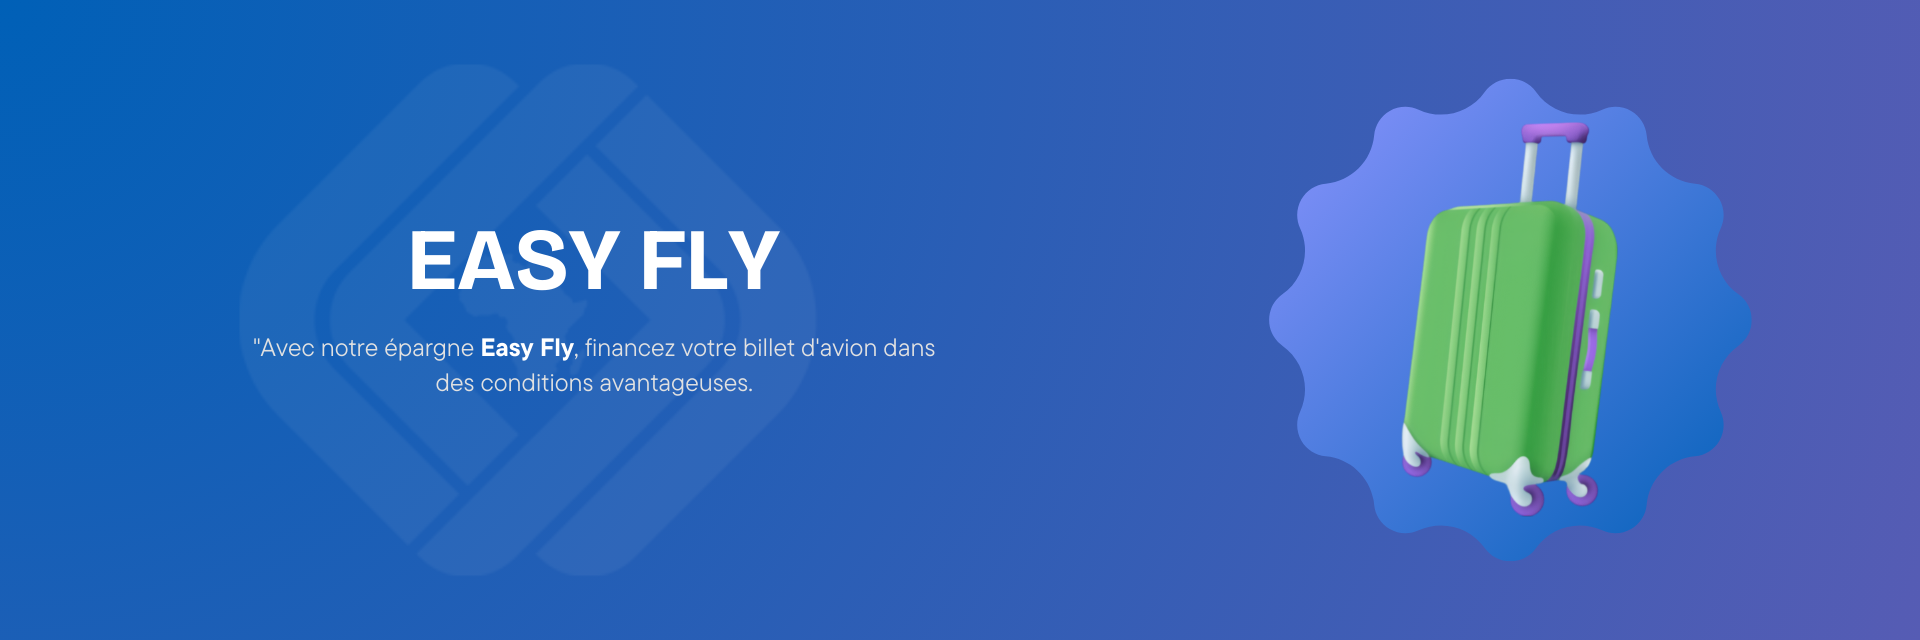 EASY FLY
"Avec notre épargne Easy Fly, financez votre billet d'avion dans
des conditions avantageuses.